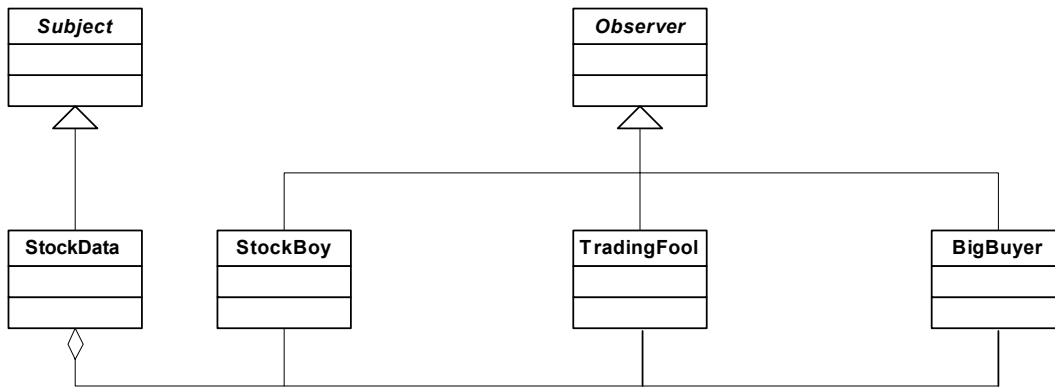 Subject
Observer
StockData
StockBoy
TradingFool
BigBuyer